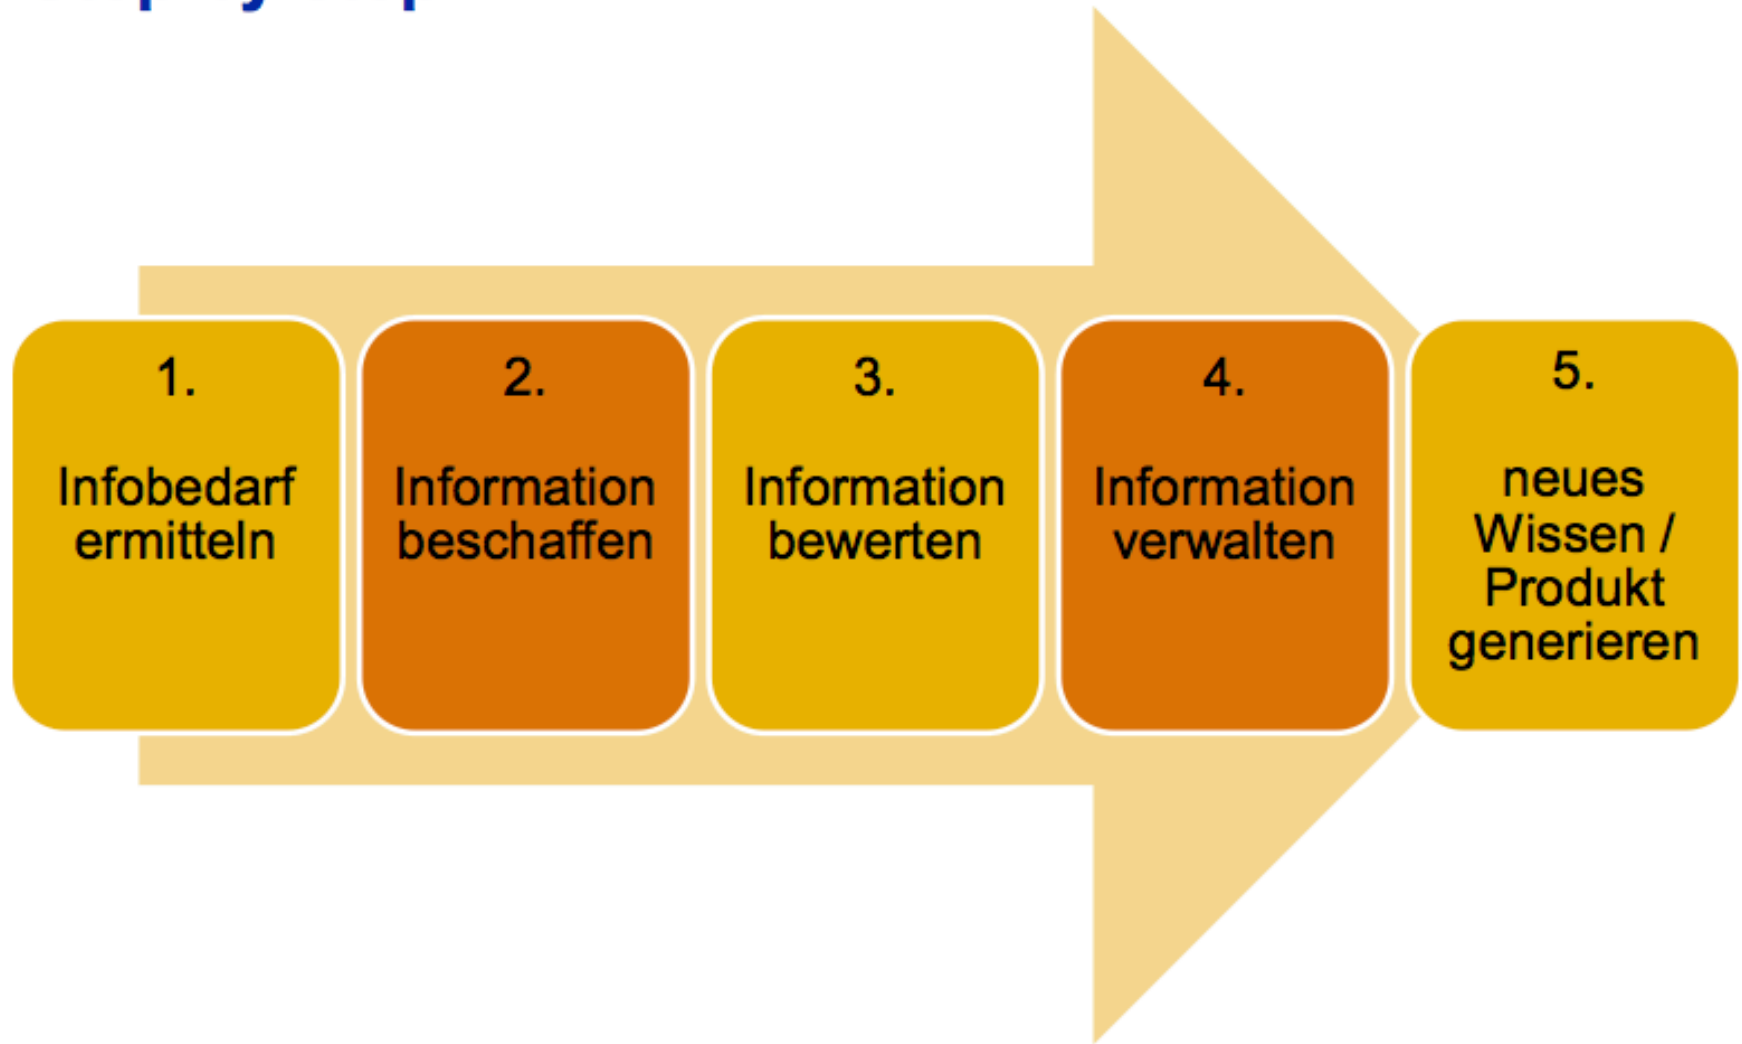 1.
Infobedarf
ermitteln
2.
Information
beschaffen
3.
Information
bewerten
4.
Information
verwalten
5.
neues
Wissen /
Produkt
generieren